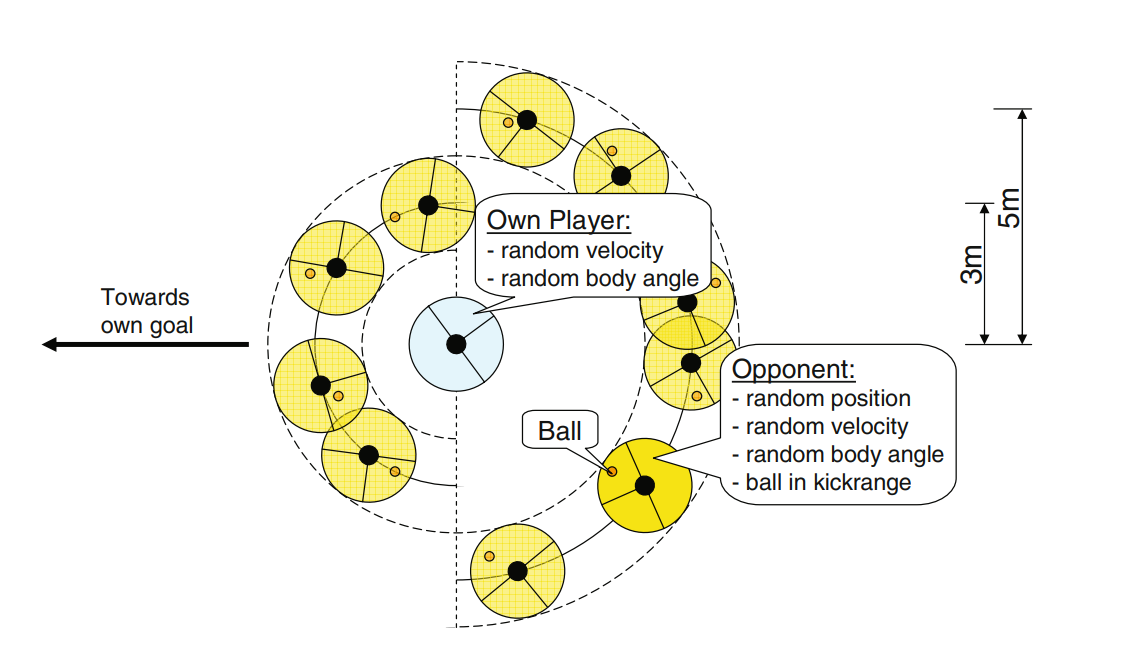 Own Player:
- random velocity
- random body angle
Towards
own goal
3m
5m
Ball
Opponent:
- random position
- random velocity
- random body angle
- ball in kickrange